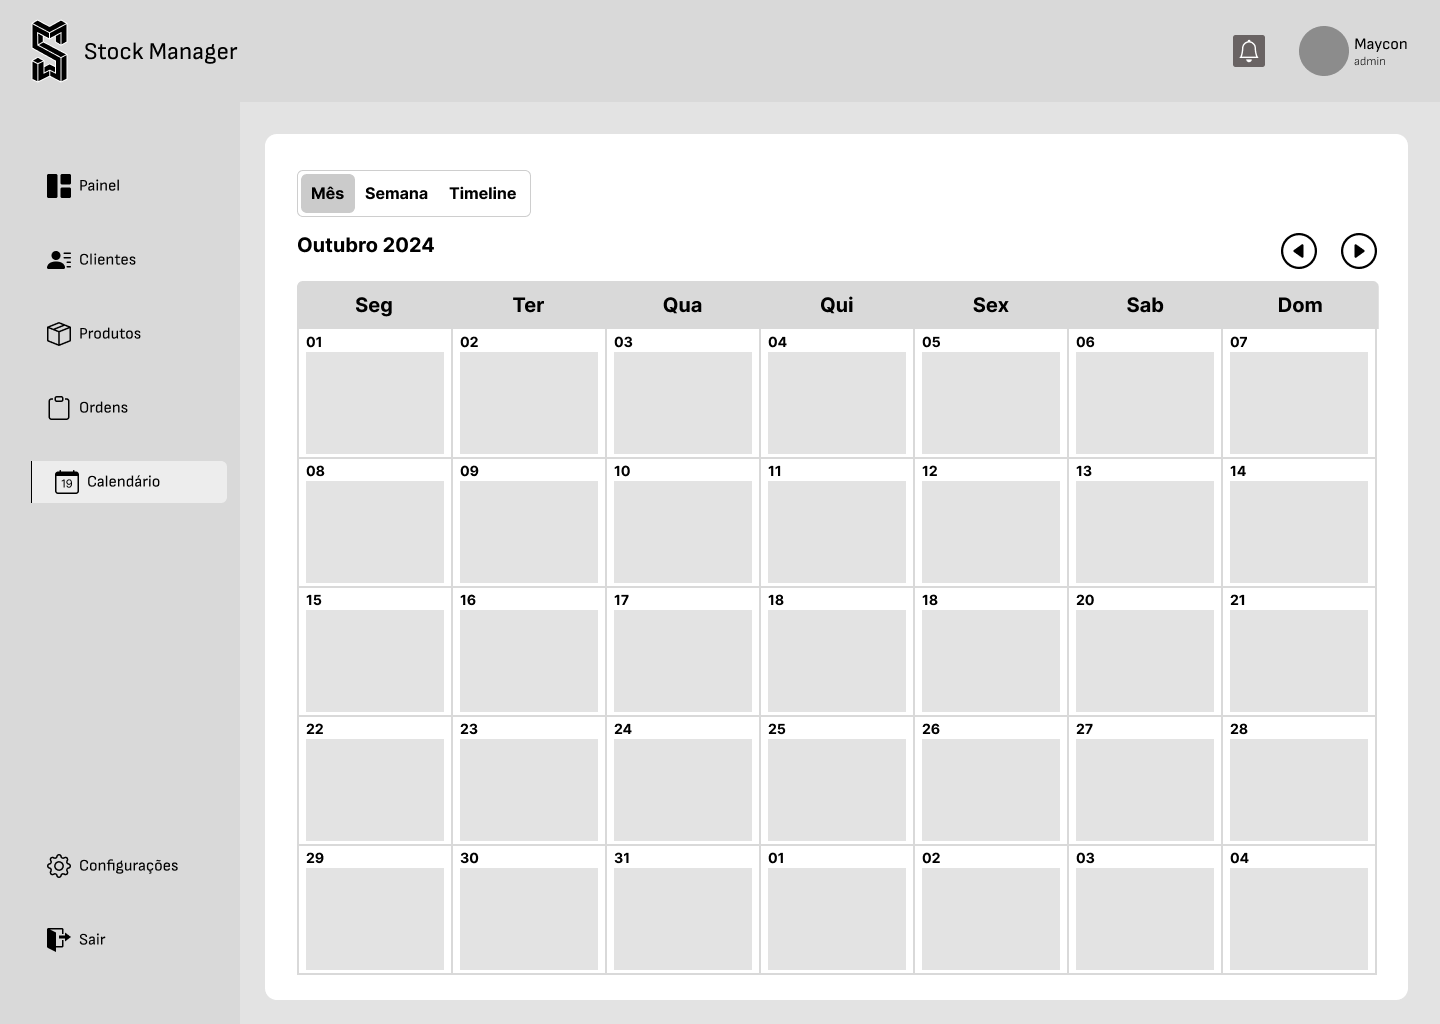 Stock Manager
Maycon
admin
Painel
Clientes
Produtos
Ordens
19 Calendário
Configurações
Sair
Mês Semana Timeline
Outubro 2024
Seg Ter Qua Qui Sex Sab Dom
01 02 03 04 05 06 07
08 09 10 11 12 13 14
15 16 17 18 18 20 21
22 23 24 25 26 27 28
29 30 31 01 02 03 04